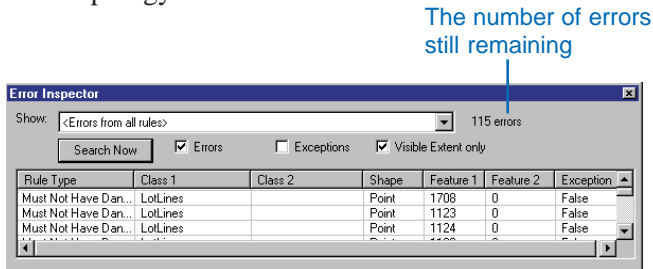 The number of errors
still remaining
Error Inspector
Show: <Errors from all rules> 115 errors
Search Now Errors Exceptions Visible Extent only
Rule Type Class 1 Class 2 Shape Feature 1 Feature 2 Exception
Must Not Have Dan... LotLines Point 1708 0 False
Must Not Have Dan... LotLines Point 1123 0 False
Must Not Have Dan... LotLines Point 1124 0 False